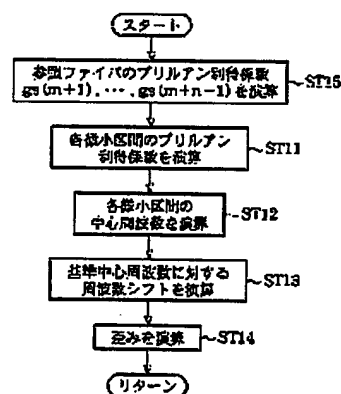 スタート
参照ファイバのブリルアン利得係数
gs(m+1), ···, gs(m+n-1)を演算
ST15
各微小区間のブリルアン
利得係数を演算
ST11
各微小区間の
中心周波数を演算
ST12
基準中心周波数に対する
周波数シフトを演算
ST13
歪みを演算
ST14
リターン